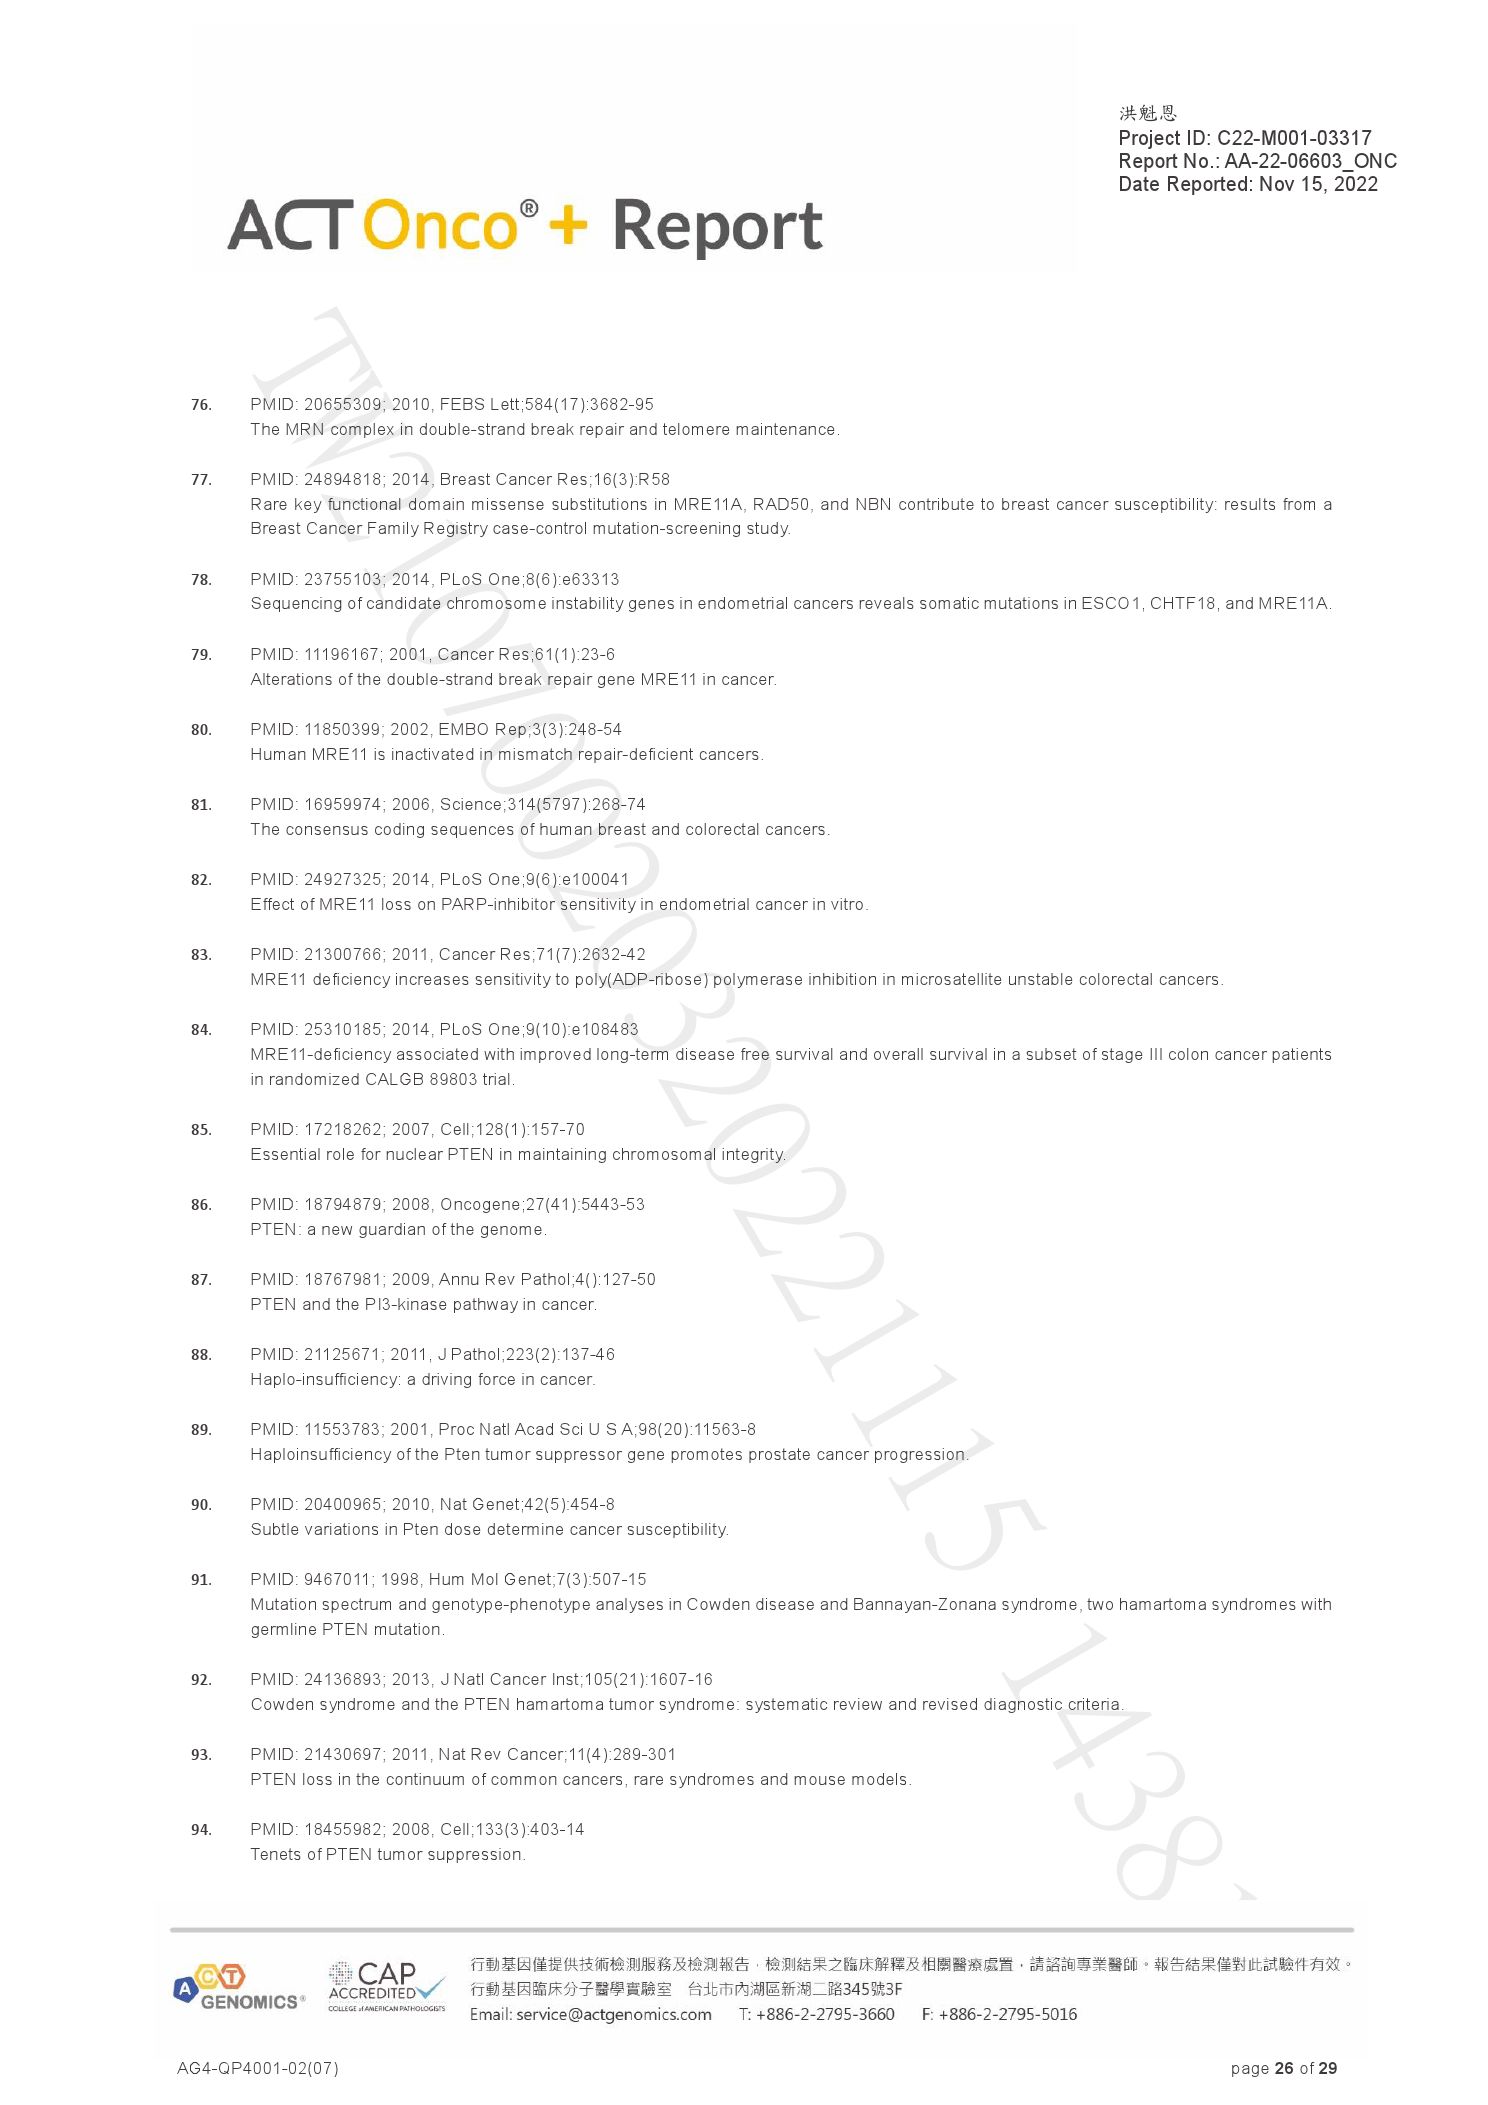 洪魁恩
Project ID: C22-M001-03317
Report No.: AA-22-06603_ONC
Date Reported: Nov 15, 2022
ACT Onco®+ Report
76. PMID: 20655309; 2010, FEBS Lett;584(17):3682-95
The MRN complex in double-strand break repair and telomere maintenance.
77. PMID: 24894818; 2014, Breast Cancer Res;16(3):R58
Rare key functional domain missense substitutions in MRE11A, RAD50, and NBN contribute to breast cancer susceptibility: results from a
Breast Cancer Family Registry case-control mutation-screening study.
78. PMID: 23755103; 2014, PLoS One;8(6):e63313
Sequencing of candidate chromosome instability genes in endometrial cancers reveals somatic mutations in ESCO1, CHTF18, and MRE11A.
79. PMID: 11196167; 2001, Cancer Res;61(1):23-6
Alterations of the double-strand break repair gene MRE11 in cancer.
80. PMID: 11850399; 2002, EMBO Rep;3(3):248-54
Human MRE11 is inactivated in mismatch repair-deficient cancers.
81. PMID: 16959974; 2006, Science;314(5797):268-74
The consensus coding sequences of human breast and colorectal cancers.
82. PMID: 24927325; 2014, PLoS One;9(6):e100041
Effect of MRE11 loss on PARP-inhibitor sensitivity in endometrial cancer in vitro.
83. PMID: 21300766; 2011, Cancer Res;71(7):2632-42
MRE11 deficiency increases sensitivity to poly(ADP-ribose) polymerase inhibition in microsatellite unstable colorectal cancers.
84. PMID: 25310185; 2014, PLoS One;9(10):e108483
MRE11-deficiency associated with improved long-term disease free survival and overall survival in a subset of stage III colon cancer patients
in randomized CALGB 89803 trial.
85. PMID: 17218262; 2007, Cell;128(1):157-70
Essential role for nuclear PTEN in maintaining chromosomal integrity.
86. PMID: 18794879; 2008, Oncogene;27(41):5443-53
PTEN: a new guardian of the genome.
87. PMID: 18767981; 2009, Annu Rev Pathol;4():127-50
PTEN and the PI3-kinase pathway in cancer.
88. PMID: 21125671; 2011, J Pathol;223(2):137-46
Haplo-insufficiency: a driving force in cancer.
89. PMID: 11553783; 2001, Proc Natl Acad Sci U S A;98(20):11563-8
Haploinsufficiency of the Pten tumor suppressor gene promotes prostate cancer progression.
90. PMID: 20400965; 2010, Nat Genet;42(5):454-8
Subtle variations in Pten dose determine cancer susceptibility.
91. PMID: 9467011; 1998, Hum Mol Genet;7(3):507-15
Mutation spectrum and genotype-phenotype analyses in Cowden disease and Bannayan-Zonana syndrome, two hamartoma syndromes with
germline PTEN mutation.
92. PMID: 24136893; 2013, J Natl Cancer Inst;105(21):1607-16
Cowden syndrome and the PTEN hamartoma tumor syndrome: systematic review and revised diagnostic criteria.
93. PMID: 21430697; 2011, Nat Rev Cancer;11(4):289-301
PTEN loss in the continuum of common cancers, rare syndromes and mouse models.
94. PMID: 18455982; 2008, Cell;133(3):403-14
Tenets of PTEN tumor suppression.
ACT GENOMICS®
CAP ACCREDITED
COLLEGE of AMERICAN PATHOLOGISTS
行動基因僅提供技術檢測服務及檢測報告，檢測結果之臨床解釋及相關醫療處置，請諮詢專業醫師。報告結果僅對此試驗件有效。
行動基因臨床分子醫學實驗室 台北市內湖區新湖二路345號3F
Email: service@actgenomics.com T: +886-2-2795-3660 F: +886-2-2795-5016
AG4-QP4001-02(07)
page 26 of 29